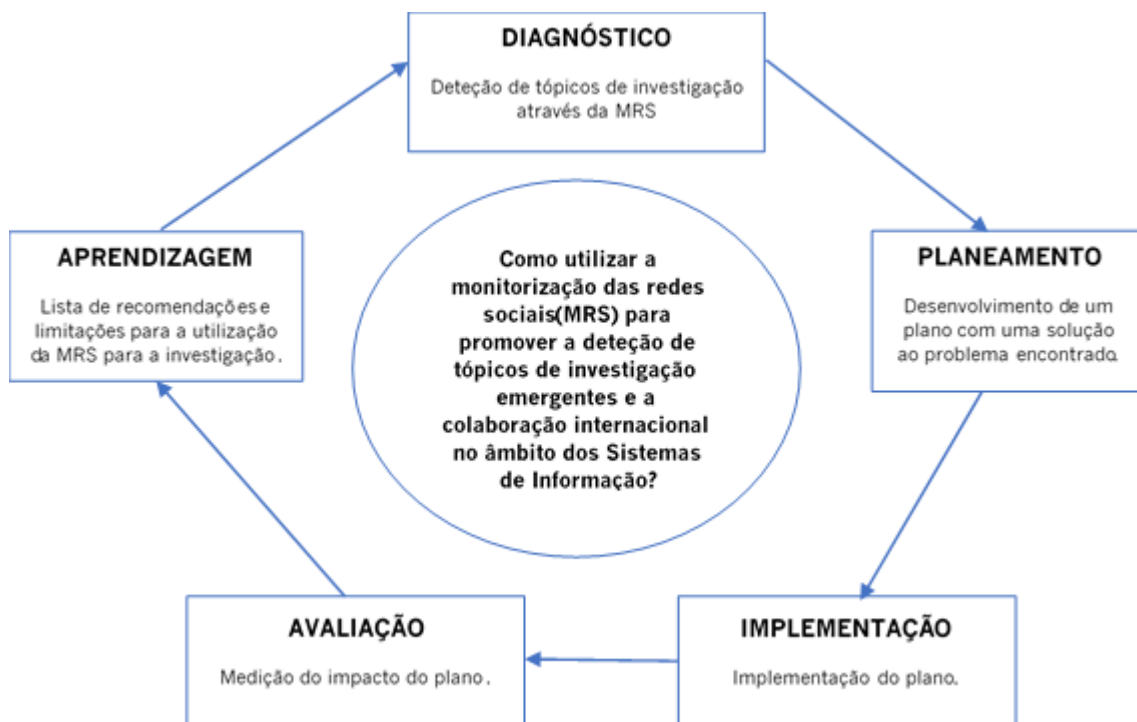 DIAGNÓSTICO
Deteção de tópicos de investigação
através da MRS
APRENDIZAGEM
Lista de recomendações e
limitações para a utilização
da MRS para a investigação.
Como utilizar a
monitorização das redes
sociais(MRS) para
promover a deteção de
tópicos de investigação
emergentes e a
colaboração internacional
no âmbito dos Sistemas
de Informação?
PLANEAMENTO
Desenvolvimento de um
plano com uma solução
ao problema encontrado.
AVALIAÇÃO
Medição do impacto do plano.
IMPLEMENTAÇÃO
Implementação do plano.